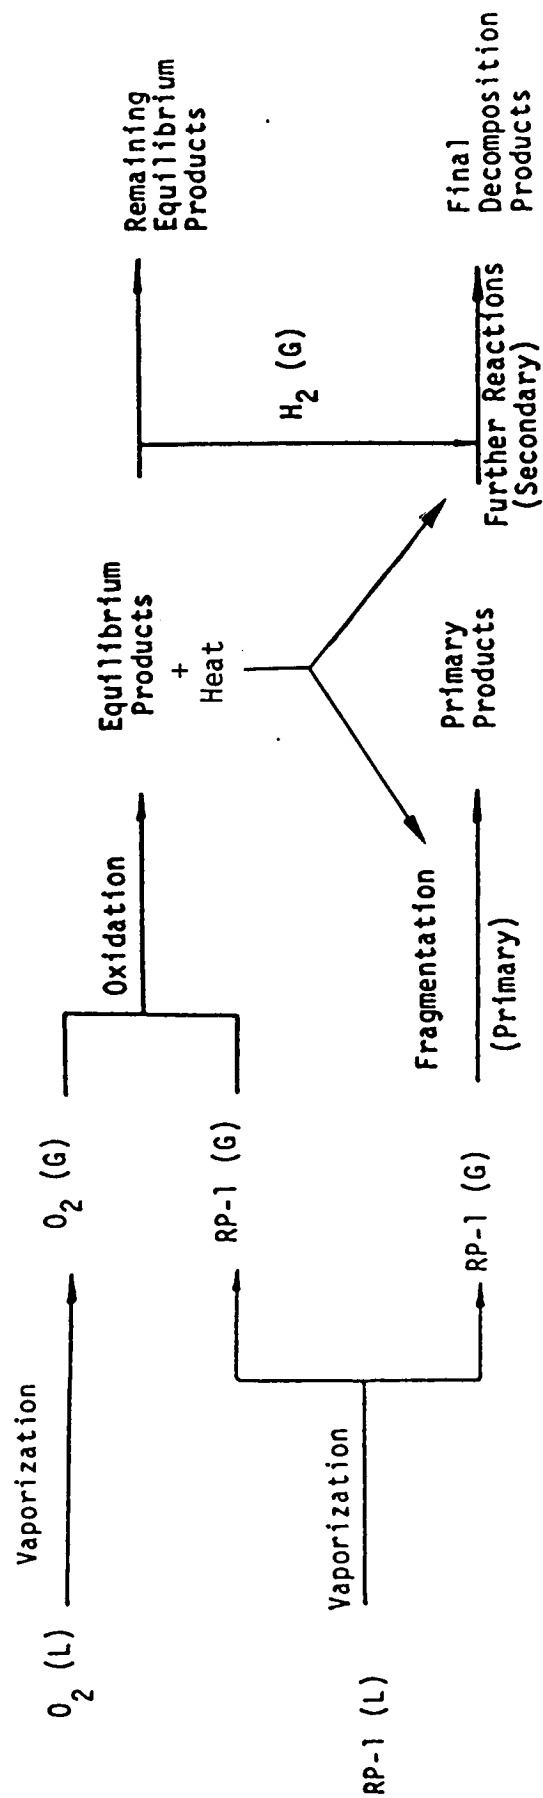 O2 (L)
Vaporization
O2 (G)
Oxidation
Equilibrium
Products
+
Heat
Remaining
Equilibrium
Products
RP-1 (L)
Vaporization
RP-1 (G)
H2 (G)
RP-1 (G)
Fragmentation
(Primary)
Primary
Products
Further Reactions
(Secondary)
Final
Decomposition
Products